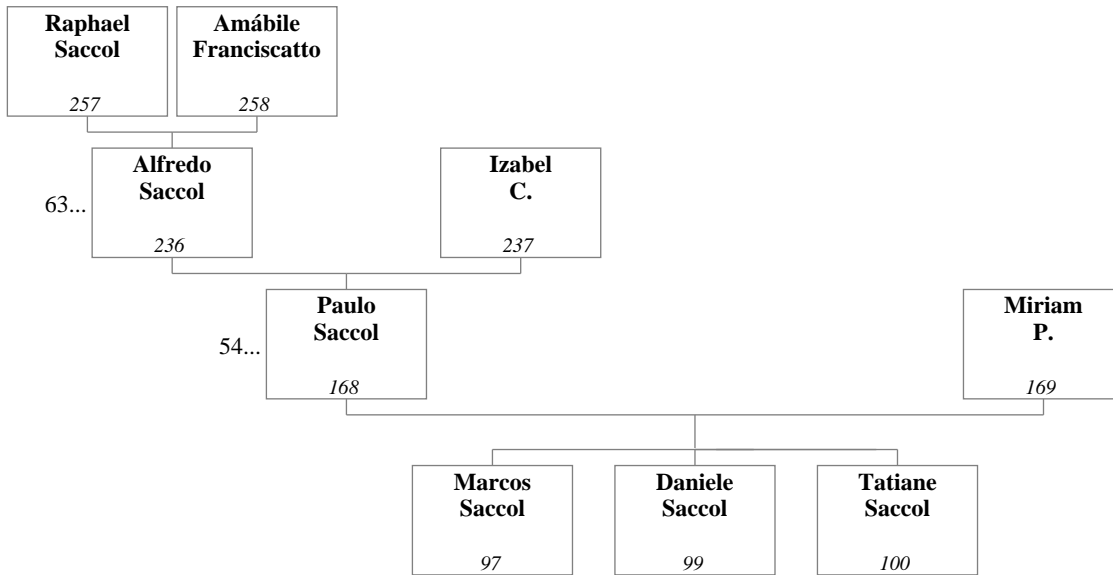 Raphael
Saccol
257
Amábile
Franciscatto
258
63...
Alfredo
Saccol
236
Izabel
C.
237
54...
Paulo
Saccol
168
Miriam
P.
169
Marcos
Saccol
97
Daniele
Saccol
99
Tatiane
Saccol
100